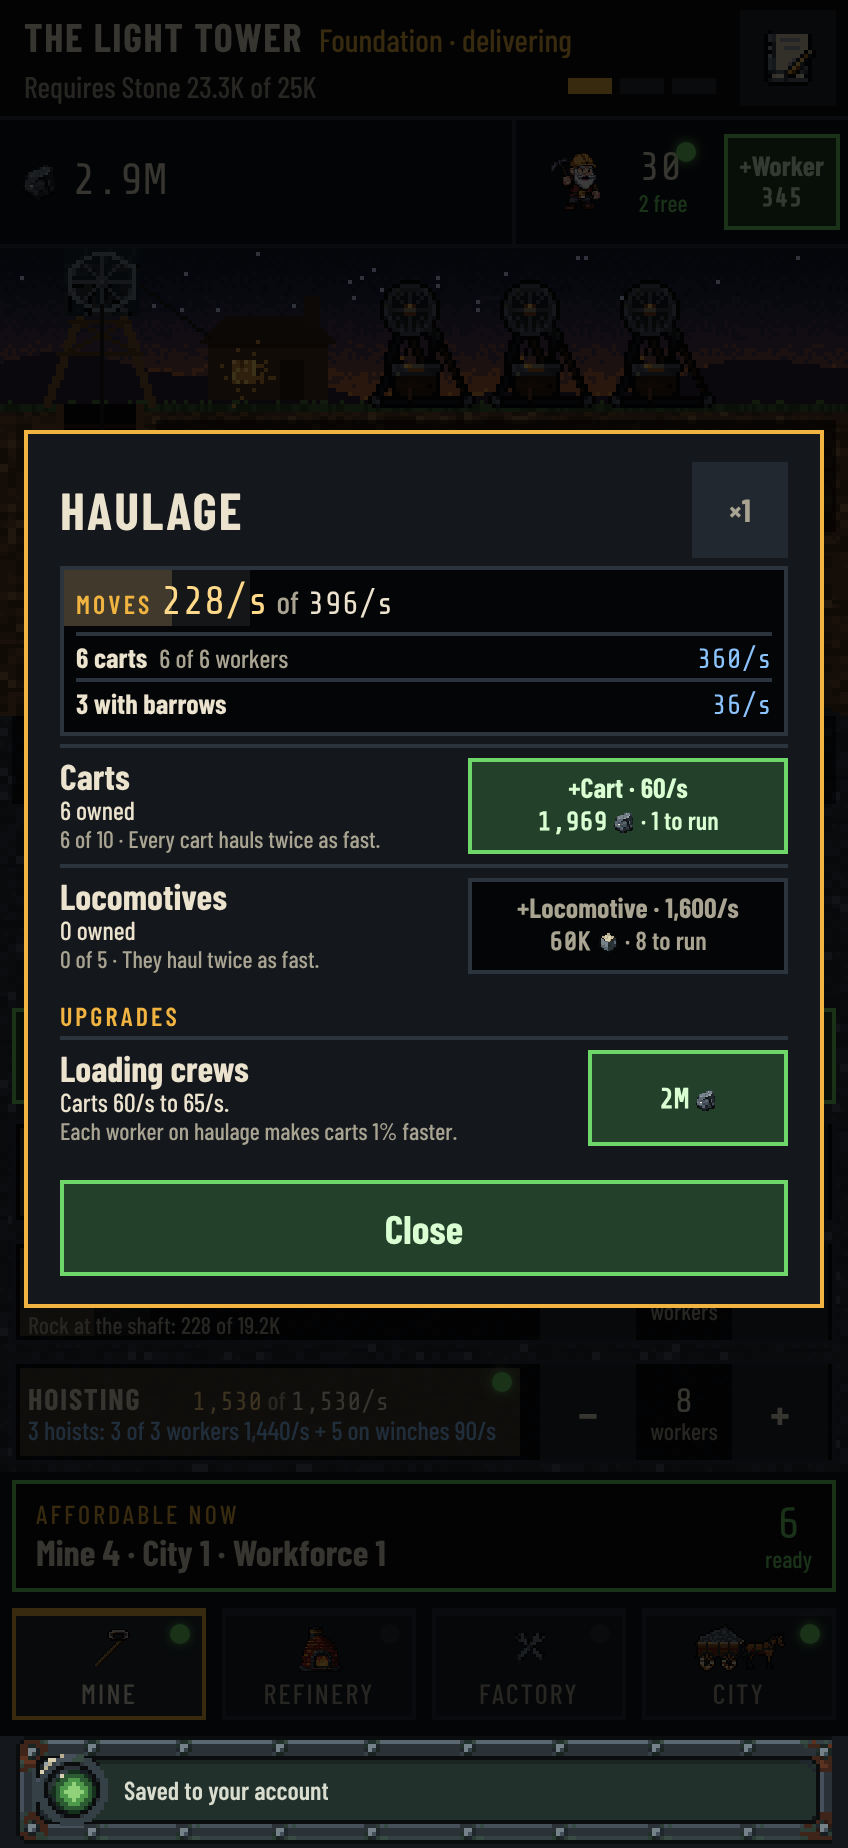 THE LIGHT TOWER Foundation · delivering
Requires Stone 23.3K of 25K
2.9M
30
2 free
+Worker
345
HAULAGE
×1
MOVES 228/s of 396/s
6 carts 6 of 6 workers 360/s
3 with barrows 36/s
Carts
6 owned
6 of 10 · Every cart hauls twice as fast.
+Cart · 60/s
1,969 · 1 to run
Locomotives
0 owned
0 of 5 · They haul twice as fast.
+Locomotive · 1,600/s
60K · 8 to run
UPGRADES
Loading crews
Carts 60/s to 65/s.
Each worker on haulage makes carts 1% faster.
2M
Close
workers
Rock at the shaft: 228 of 19.2K
HOISTING 1,530 of 1,530/s
3 hoists: 3 of 3 workers 1,440/s + 5 on winches 90/s
−
8
workers
+
AFFORDABLE NOW
Mine 4 · City 1 · Workforce 1
6
ready
MINE
REFINERY
FACTORY
CITY
Saved to your account